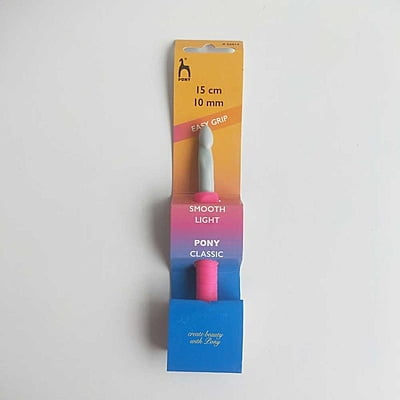 PONY
15 cm
10 mm
EASY GRIP
SMOOTH
LIGHT
PONY
CLASSIC
create beauty
with Pony